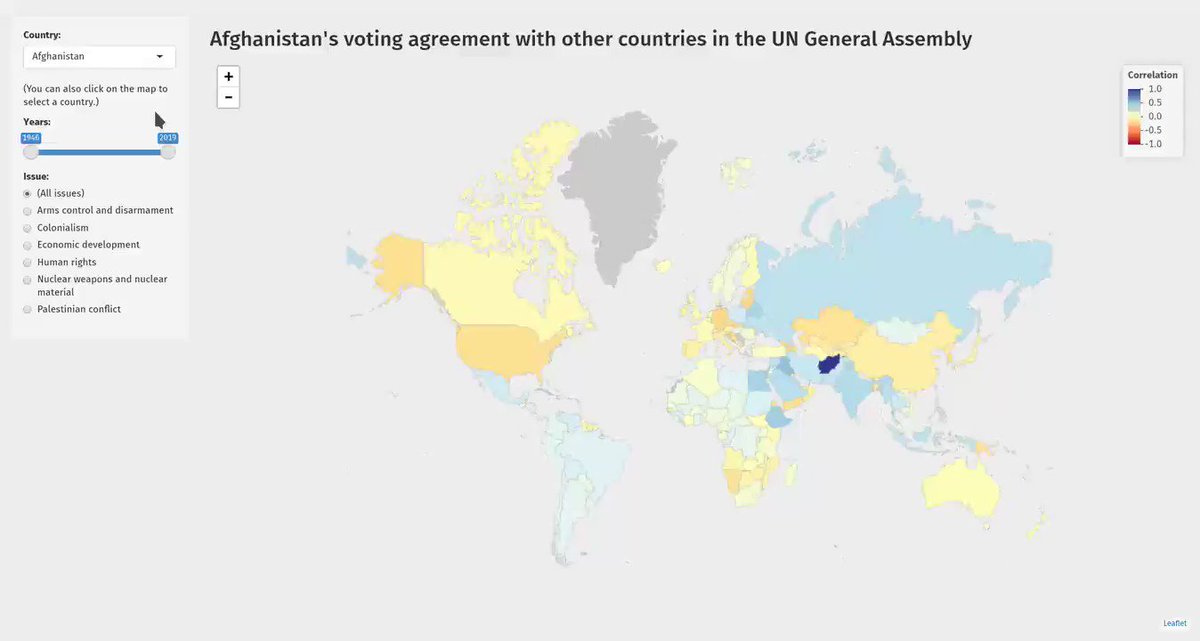 Country:
Afghanistan
(You can also click on the map to
select a country.)
Years:
1946
2019
Issue:
(All issues)
Arms control and disarmament
Colonialism
Economic development
Human rights
Nuclear weapons and nuclear
material
Palestinian conflict
Afghanistan's voting agreement with other countries in the UN General Assembly
+
−
Correlation
1.0
0.5
0.0
-0.5
-1.0
Leaflet